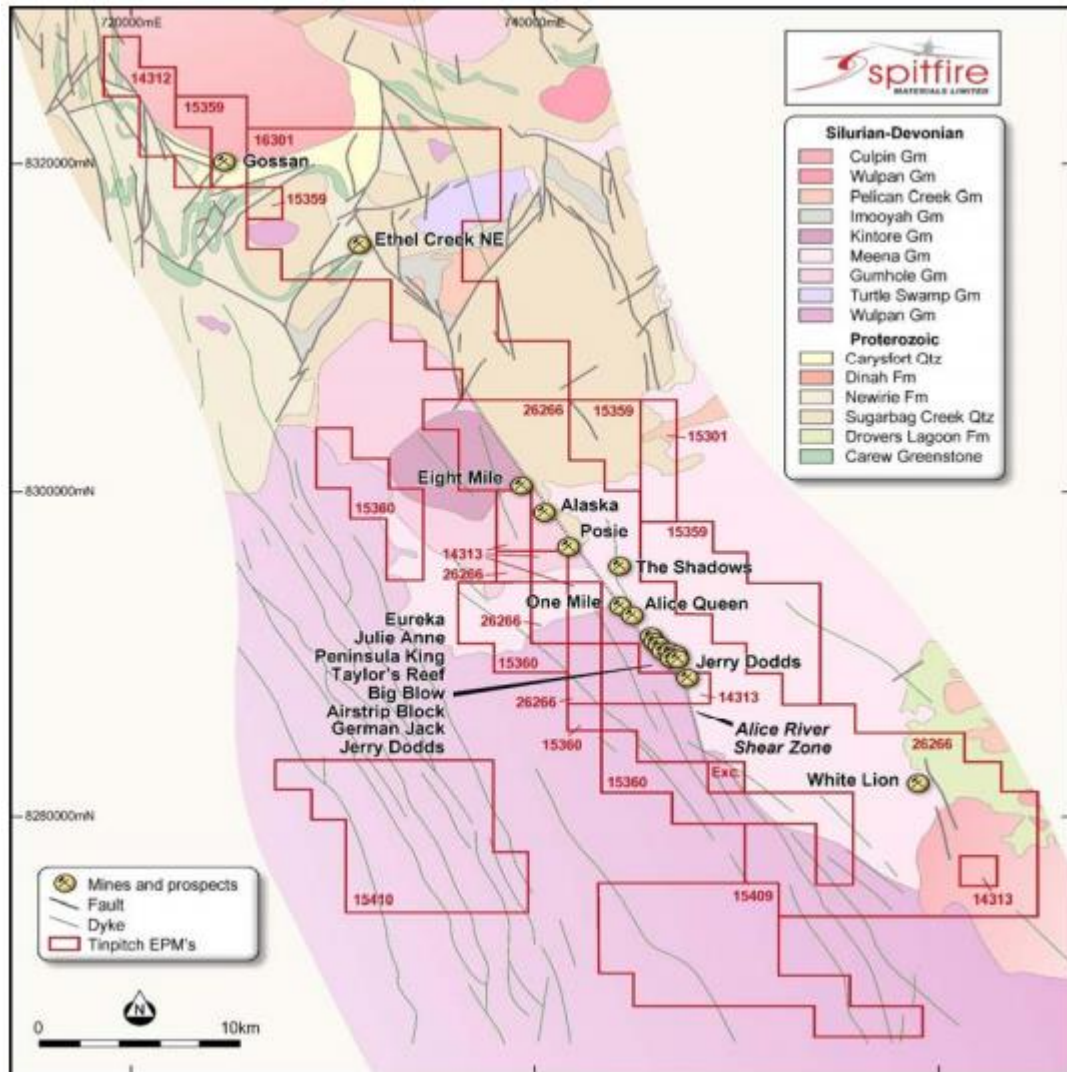 720000mE
740000mE
spitfire
MATERIALS LIMITED
Silurian-Devonian
Culpin Gm
Wulpan Gm
Pelican Creek Gm
Imooyah Gm
Kintore Gm
Meena Gm
Gumhole Gm
Turtle Swamp Gm
Wulpan Gm
Proterozoic
Carysfort Qtz
Dinah Fm
Newirie Fm
Sugarbag Creek Qtz
Drovers Lagoon Fm
Carew Greenstone
14312
15359
16301
8320000mN
Gossan
15359
Ethel Creek NE
26266
15359
15301
8300000mN
Eight Mile
Alaska
15360
15359
Posie
14313
The Shadows
26266
One Mile
Alice Queen
26266
Eureka
Julie Anne
Peninsula King
Taylor's Reef
Big Blow
Airstrip Block
German Jack
Jerry Dodds
15360
Jerry Dodds
26266
14313
15360
Alice River
Shear Zone
26266
Exc.
15360
White Lion
8280000mN
15410
15409
14313
Mines and prospects
Fault
Dyke
Tinpitch EPM's
N
0
10km